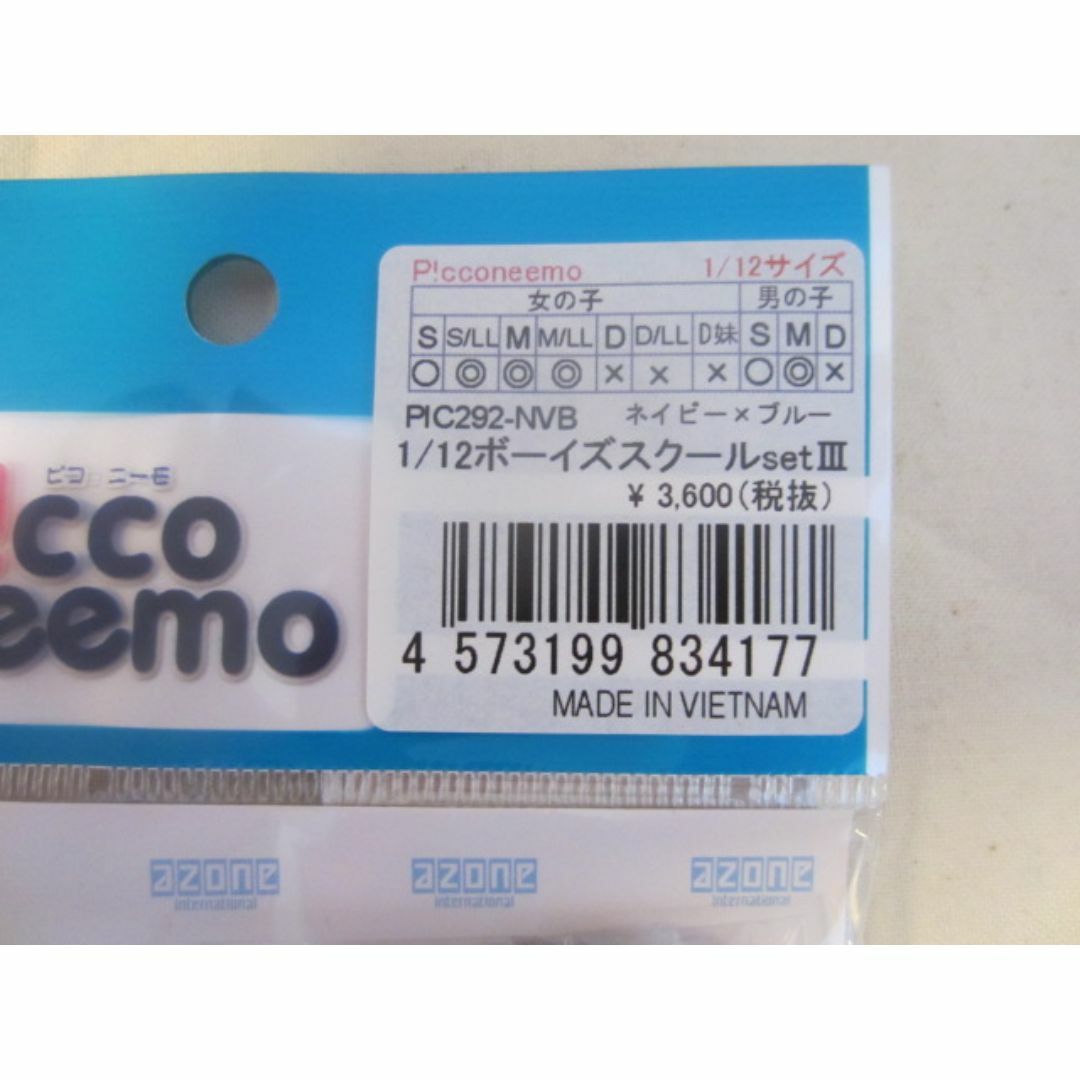 P!cconeemo 1/12サイズ
女の子 男の子
S S/LL M M/LL D D/LL D妹 S M D
○ ◎ ◎ ◎ × × × ○ ◎ ×
PIC292-NVB ネイビー×ブルー
1/12ボーイズスクールsetⅢ
¥ 3,600(税抜)
4 573199 834177
MADE IN VIETNAM
ピコニーモ
cco
eemo
azone azone azone
international international international